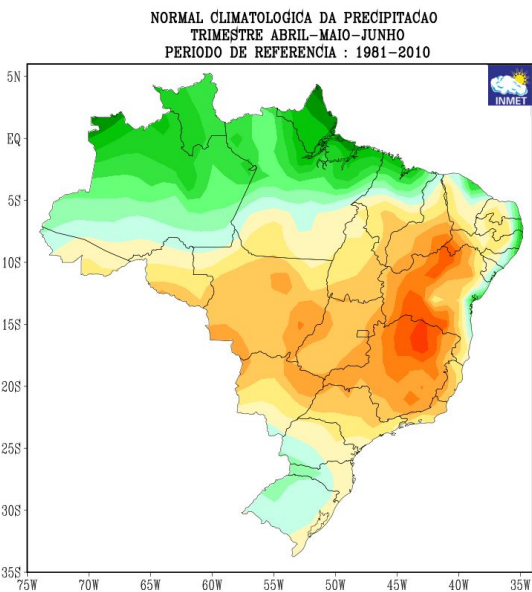 NORMAL CLIMATOLOGICA DA PRECIPITACAO
TRIMESTRE ABRIL-MAIO-JUNHO
PERIODO DE REFERENCIA : 1981-2010
INMET
5N
EQ
5S
10S
15S
20S
25S
30S
35S
75W 70W 65W 60W 55W 50W 45W 40W 35W